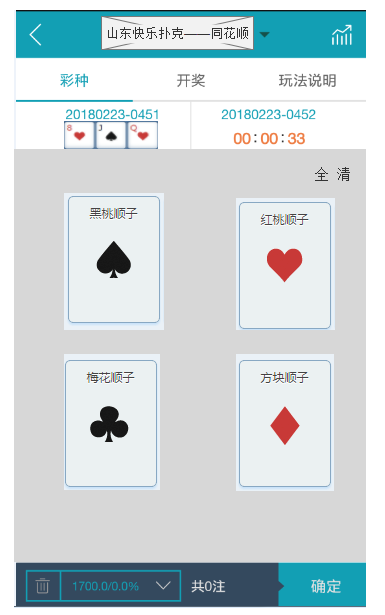 山东快乐扑克——同花顺
彩种 开奖 玩法说明
20180223-0451 20180223-0452
8 J Q
00:00:33
全 清
黑桃顺子 红桃顺子
梅花顺子 方块顺子
1700.0/0.0% 共0注 确定